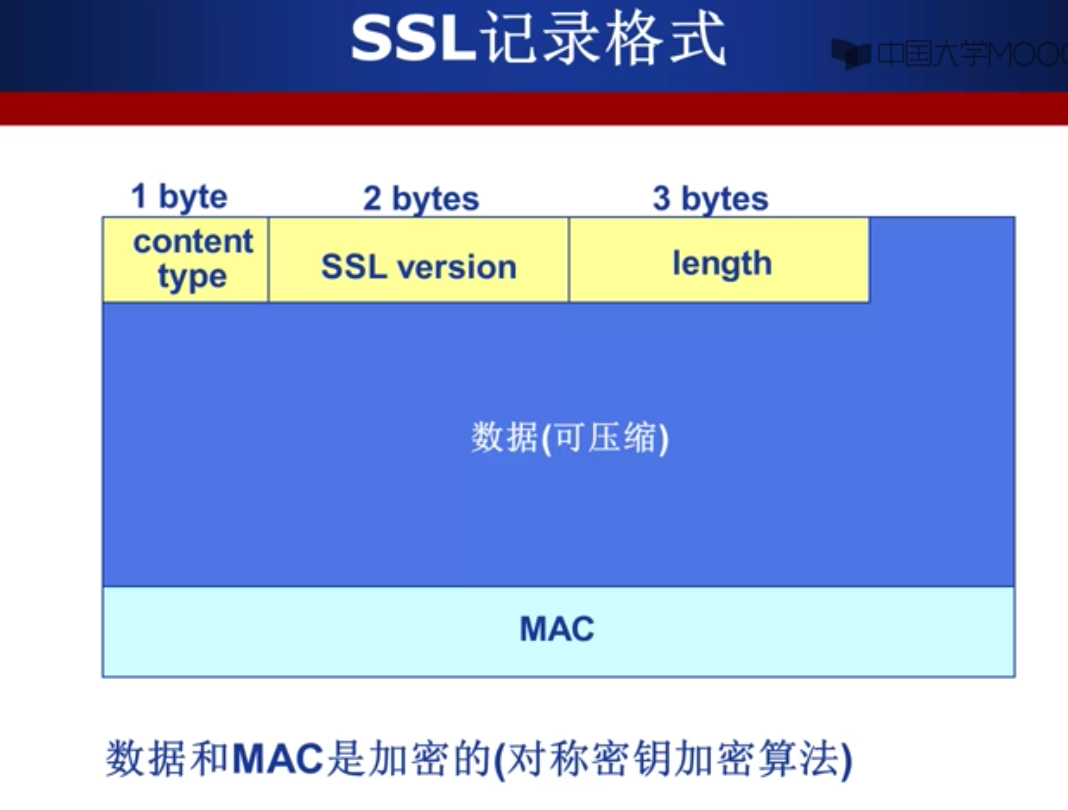 SSL记录格式
中国大学MOOC
1 byte 2 bytes 3 bytes
content type SSL version length
数据(可压缩)
MAC
数据和MAC是加密的(对称密钥加密算法)